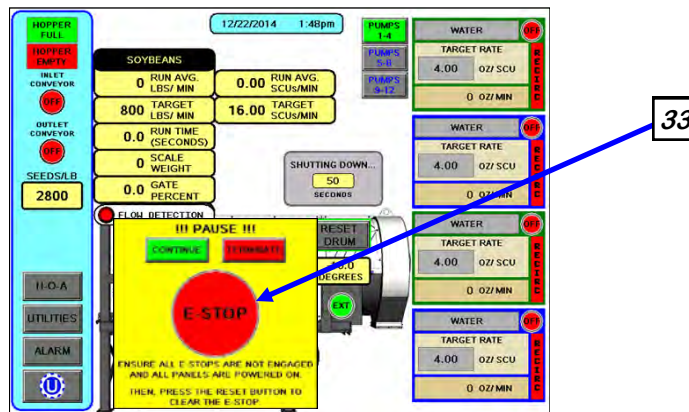 HOPPER
FULL
HOPPER
EMPTY
INLET
CONVEYOR
OFF
OUTLET
CONVEYOR
OFF
SEEDS/LB
2800
H-O-A
UTILITIES
ALARM
U
12/22/2014 1:48pm
SOYBEANS
0 RUN AVG. LBS/ MIN
0.00 RUN AVG. SCUs/MIN
800 TARGET LBS/ MIN
16.00 TARGET SCUs/MIN
0.0 RUN TIME (SECONDS)
0 SCALE WEIGHT
0.0 GATE PERCENT
FLOW DETECTION
SHUTTING DOWN...
50
SECONDS
RESET
DRUM
DEGREES
EXT
!!! PAUSE !!!
CONTINUE TERMINATE
E-STOP
ENSURE ALL E-STOPS ARE NOT ENGAGED
AND ALL PANELS ARE POWERED ON.
THEN, PRESS THE RESET BUTTON TO
CLEAR THE E-STOP
PUMPS
1-4
PUMPS
5-8
PUMPS
9-12
WATER OFF
TARGET RATE
4.00 OZ/ SCU
0 OZ/MIN
RECIRC
WATER OFF
TARGET RATE
4.00 OZ/ SCU
0 OZ/MIN
RECIRC
WATER OFF
TARGET RATE
4.00 OZ/ SCU
0 OZ/MIN
RECIRC
WATER OFF
TARGET RATE
4.00 OZ/ SCU
0 OZ/MIN
RECIRC
33